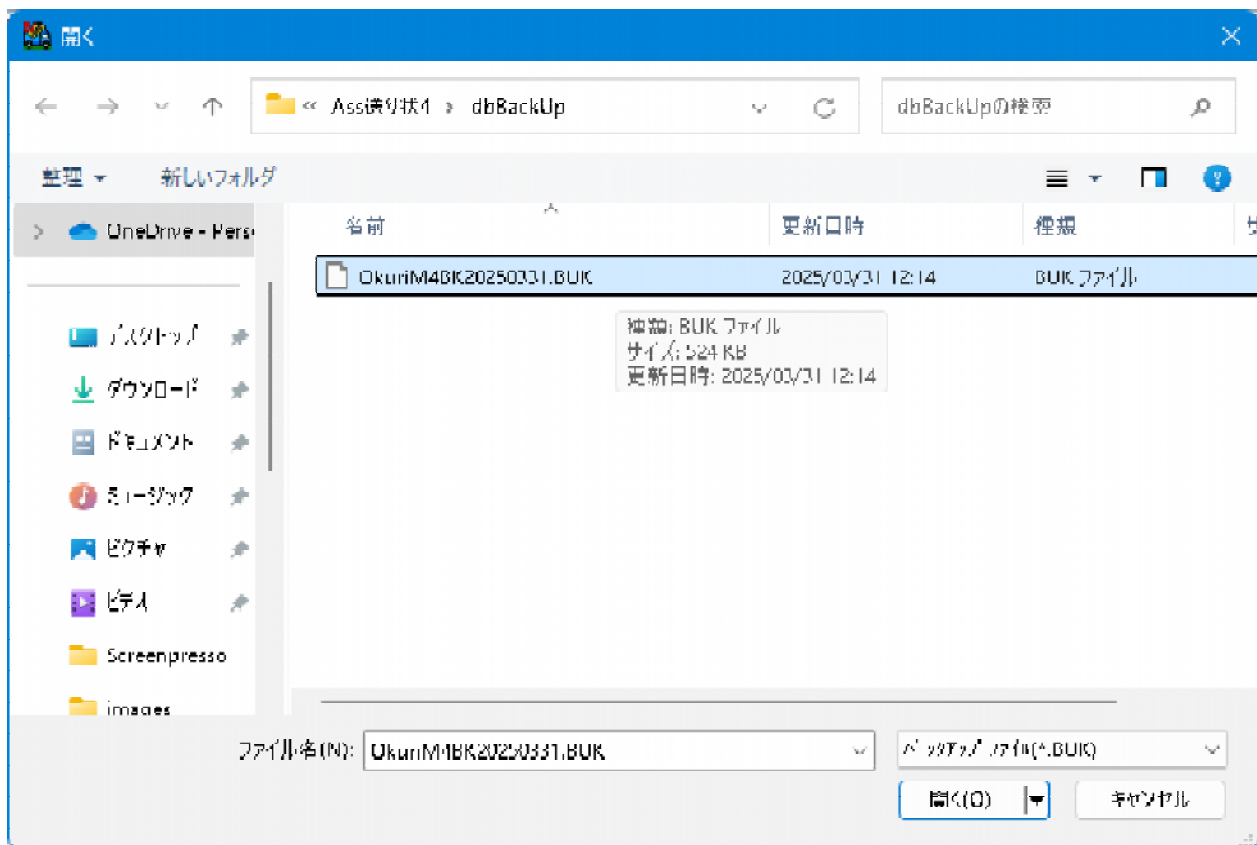 開く
« Ass送り状4 › dbBackUp
dbBackUpの検索
整理
新しいフォルダ
OneDrive - Pers
名前
更新日時
種類
サ
OkuriM4BK20250331.BUK
2025/03/31 12:14
BUK ファイル
種類: BUK ファイル
サイズ: 524 KB
更新日時: 2025/03/31 12:14
デスクトップ
ダウンロード
ドキュメント
ミュージック
ピクチャ
ビデオ
Screenpresso
images
ファイル名(N):
OkuriM4BK20250331.BUK
バックアップファイル(*.BUK)
開く(O)
キャンセル